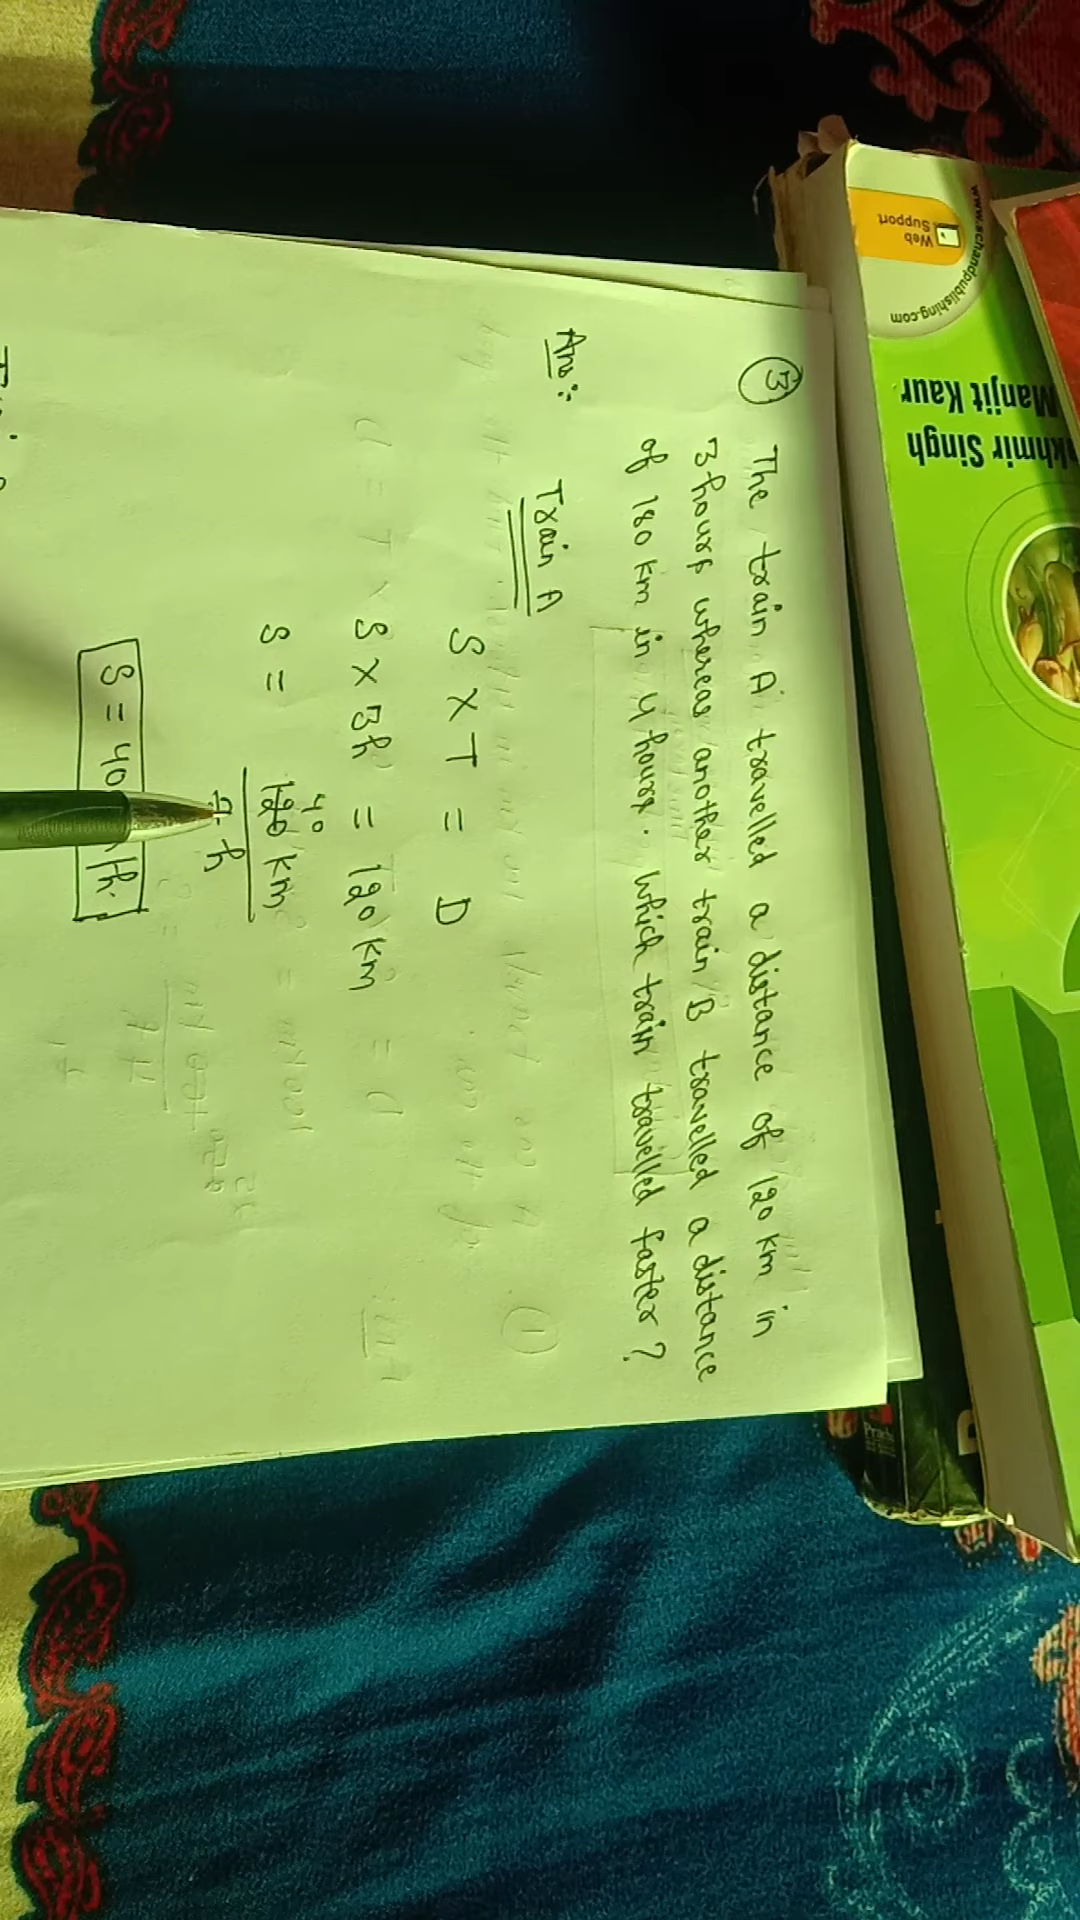 ③ The train A travelled a distance of 120 km in
3 hours whereas another train B travelled a distance
of 180 km in 4 hours. Which train travelled faster?
Ans:-
Train A
S X T = D
S X 3h = 120 km
S = 120 km
40
h
S = 40
www.schandpublishing.com
Web
Support
Singh
Manjit Kaur